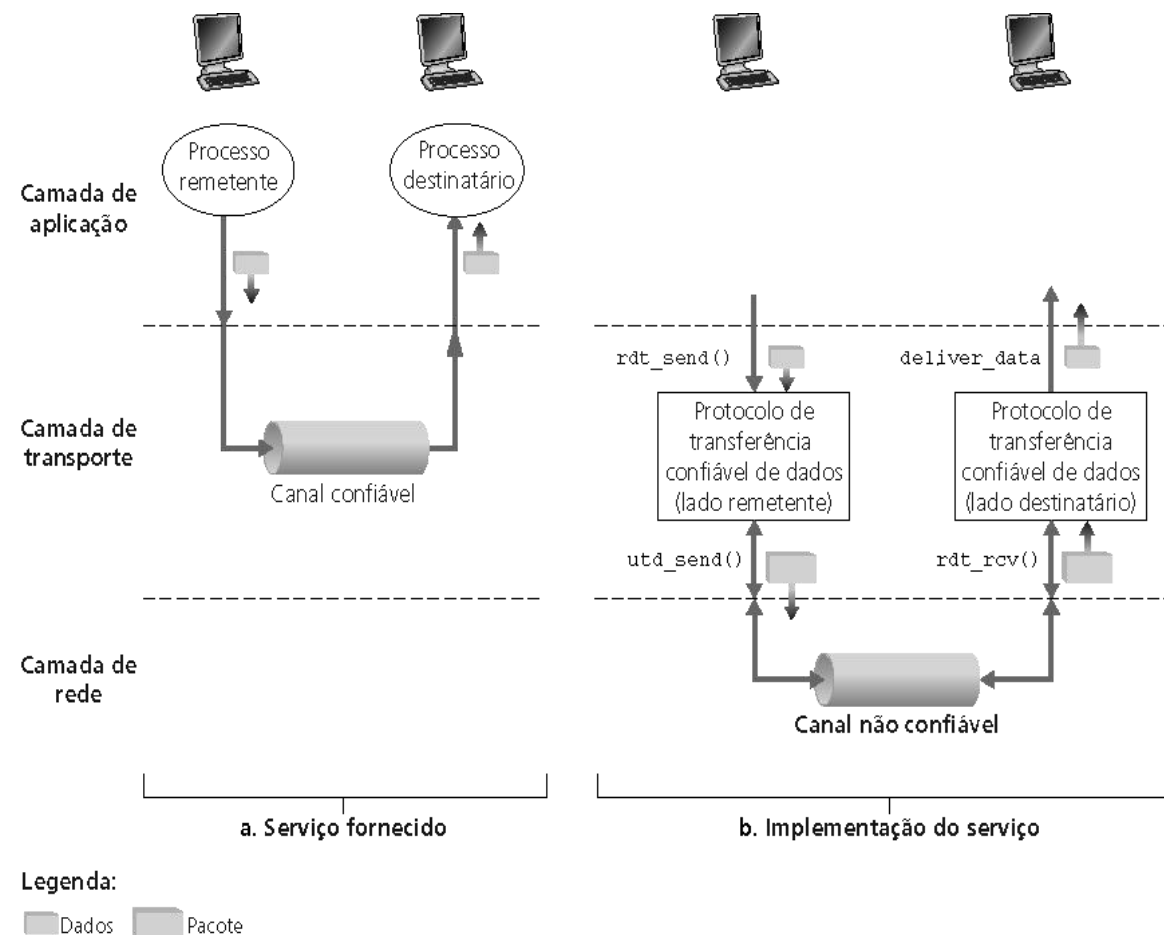 Processo
remetente
Processo
destinatário
Camada de
aplicação
rdt_send()
deliver_data
Camada de
transporte
Canal confiável
Protocolo de
transferência
confiável de dados
(lado remetente)
Protocolo de
transferência
confiável de dados
(lado destinatário)
utd_send()
rdt_rcv()
Camada de
rede
Canal não confiável
a. Serviço fornecido
b. Implementação do serviço
Legenda:
Dados
Pacote